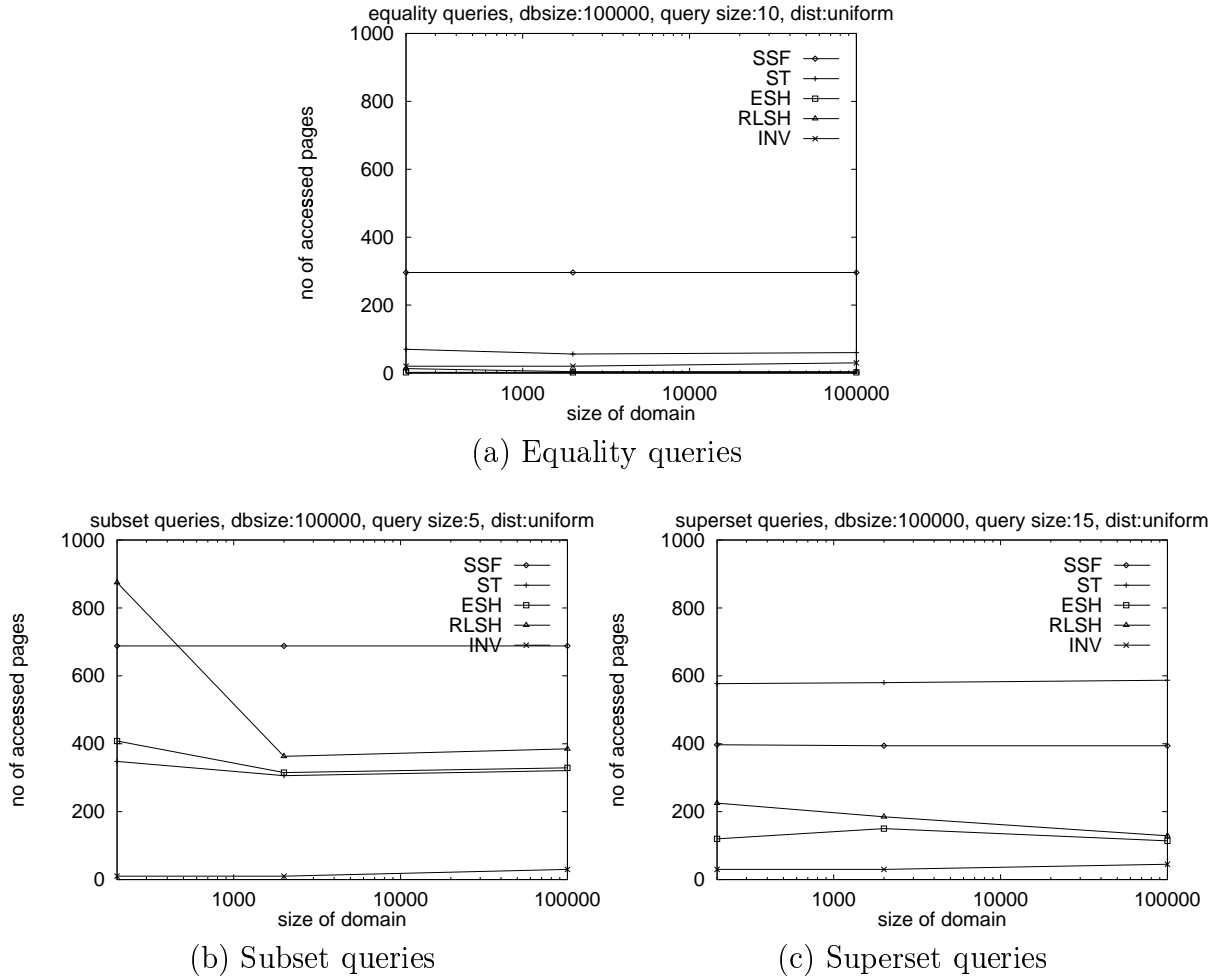 equality queries, dbsize:100000, query size:10, dist:uniform
1000
800
600
400
200
0
no of accessed pages
SSF
ST
ESH
RLSH
INV
1000 10000 100000
size of domain
(a) Equality queries
subset queries, dbsize:100000, query size:5, dist:uniform
1000
800
600
400
200
0
no of accessed pages
SSF
ST
ESH
RLSH
INV
1000 10000 100000
size of domain
(b) Subset queries
superset queries, dbsize:100000, query size:15, dist:uniform
1000
800
600
400
200
0
no of accessed pages
SSF
ST
ESH
RLSH
INV
1000 10000 100000
size of domain
(c) Superset queries